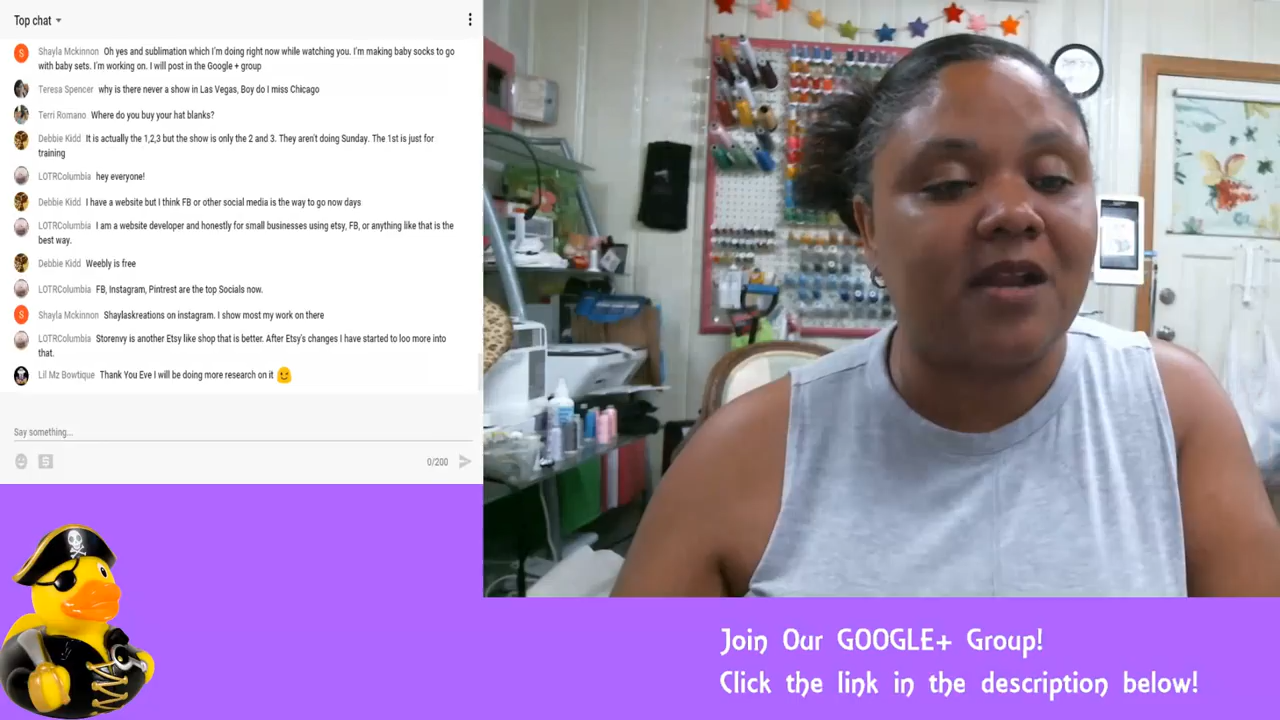 Top chat
Shayla Mckinnon Oh yes and sublimation which I'm doing right now while watching you. I'm making baby socks to go
with baby sets. I'm working on. I will post in the Google + group
Teresa Spencer why is there never a show in Las Vegas, Boy do I miss Chicago
Terri Romano Where do you buy your hat blanks?
Debbie Kidd It is actually the 1,2,3 but the show is only the 2 and 3. They aren't doing Sunday. The 1st is just for
training
LOTRColumbia hey everyone!
Debbie Kidd I have a website but I think FB or other social media is the way to go now days
LOTRColumbia I am a website developer and honestly for small businesses using etsy, FB, or anything like that is the
best way.
Debbie Kidd Weebly is free
LOTRColumbia FB, Instagram, Pintrest are the top Socials now.
Shayla Mckinnon Shaylaskreations on instagram. I show most my work on there
LOTRColumbia Storenvy is another Etsy like shop that is better. After Etsy's changes I have started to loo more into
that.
Lil Mz Bowtique Thank You Eve I will be doing more research on it 😉
Say something...
0/200
Join Our GOOGLE+ Group!
Click the link in the description below!